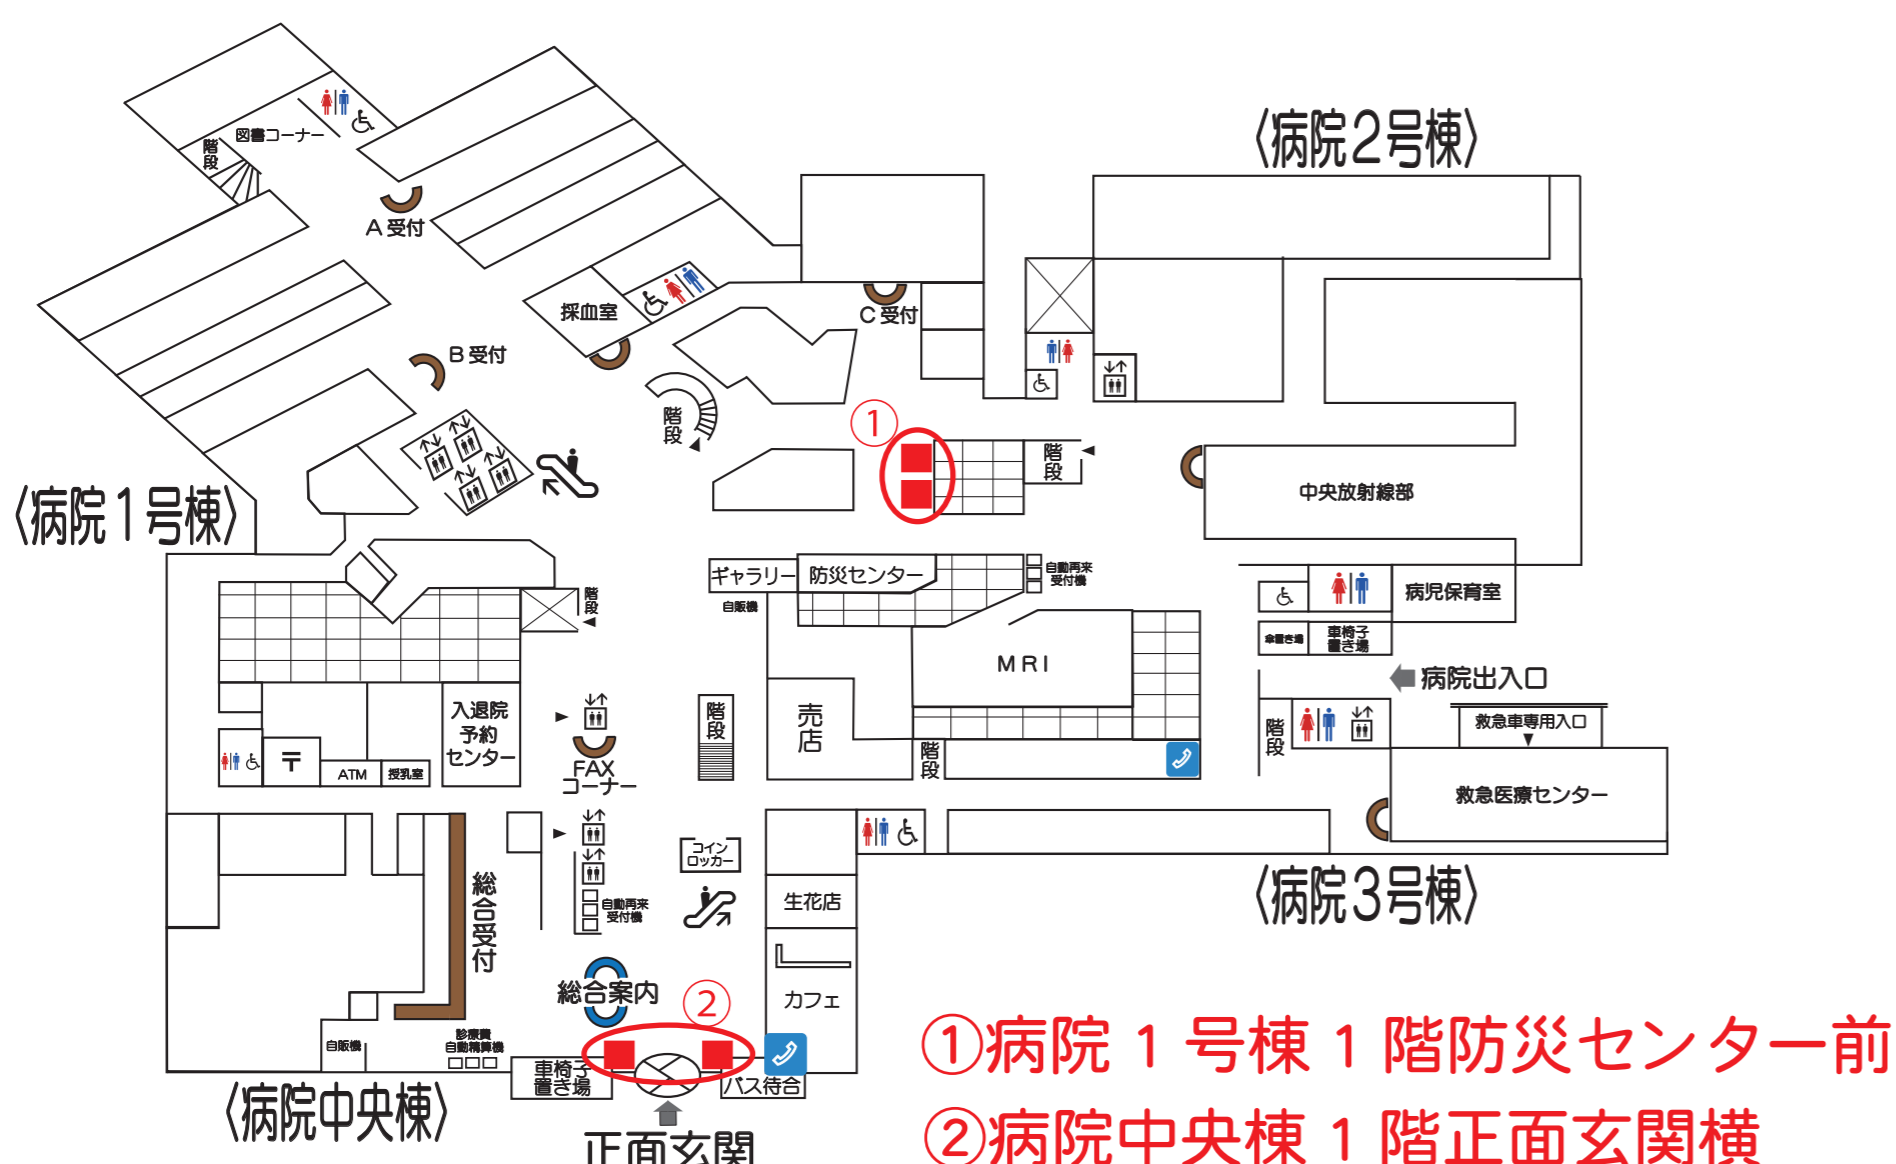 〈病院2号棟〉
図書コーナー
階段
A 受付
採血室
C 受付
B 受付
階段
①
階段
中央放射線部
〈病院1号棟〉
ギャラリー
防災センター
自動再来
受付機
階段
自販機
病児保育室
傘置き場
車椅子
置き場
MRI
病院出入口
入退院
予約
センター
階段
売店
階段
階段
救急車専用入口
〒
ATM
授乳室
FAX
コーナー
救急医療センター
コイン
ロッカー
総合受付
自動再来
受付機
生花店
〈病院3号棟〉
総合案内
②
カフェ
自販機
診療費
自動精算機
車椅子
置き場
バス待合
〈病院中央棟〉
正面玄関
①病院1号棟1階防災センター前
②病院中央棟1階正面玄関横